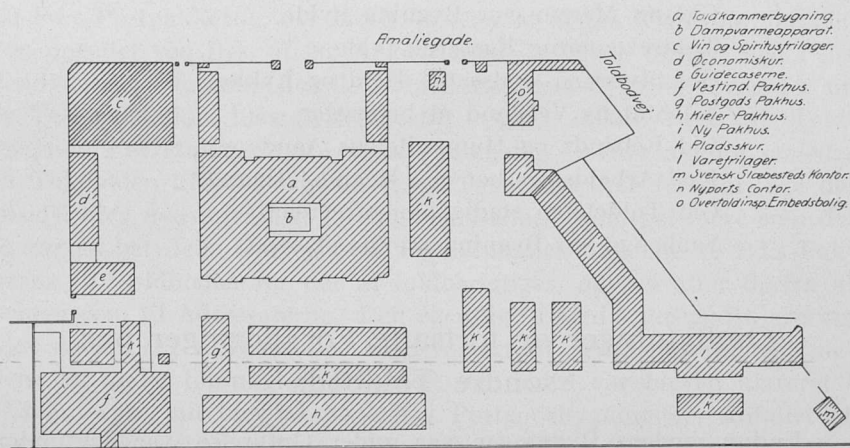 Amaliegade.
Toldbodvej.
a Toldkammerbygning.
b Dampvarmeapparat.
c Vin og Spiritusfrilager.
d Økonomiskur.
e Guidecaserne.
f Vestind. Pakhus.
g Postgods Pakhus.
h Kieler Pakhus.
i Ny Pakhus.
k Pladsskur.
l Varefrilager.
m Svensk Slæbesteds Kontor.
n Nyports Contor.
o Overtoldinsp. Embedsbolig.
c
n
o
a
b
k
d
l
e
l
g
i
k
k
k
k
k
l
f
h
k
m